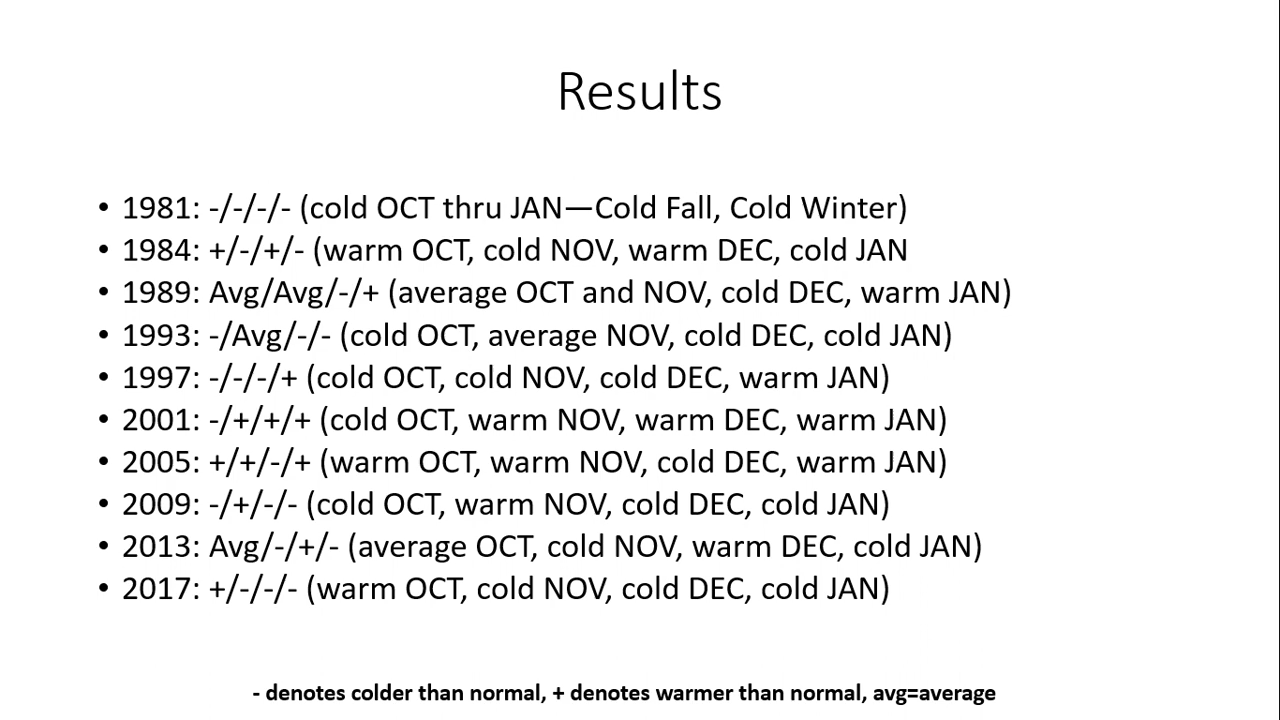 Results
• 1981: -/-/-/- (cold OCT thru JAN—Cold Fall, Cold Winter)
• 1984: +/-/+/- (warm OCT, cold NOV, warm DEC, cold JAN
• 1989: Avg/Avg/-/+ (average OCT and NOV, cold DEC, warm JAN)
• 1993: -/Avg/-/- (cold OCT, average NOV, cold DEC, cold JAN)
• 1997: -/-/-/+ (cold OCT, cold NOV, cold DEC, warm JAN)
• 2001: -/+/+/+ (cold OCT, warm NOV, warm DEC, warm JAN)
• 2005: +/+/-/+ (warm OCT, warm NOV, cold DEC, warm JAN)
• 2009: -/+/-/- (cold OCT, warm NOV, cold DEC, cold JAN)
• 2013: Avg/-/+/- (average OCT, cold NOV, warm DEC, cold JAN)
• 2017: +/-/-/- (warm OCT, cold NOV, cold DEC, cold JAN)
- denotes colder than normal, + denotes warmer than normal, avg=average